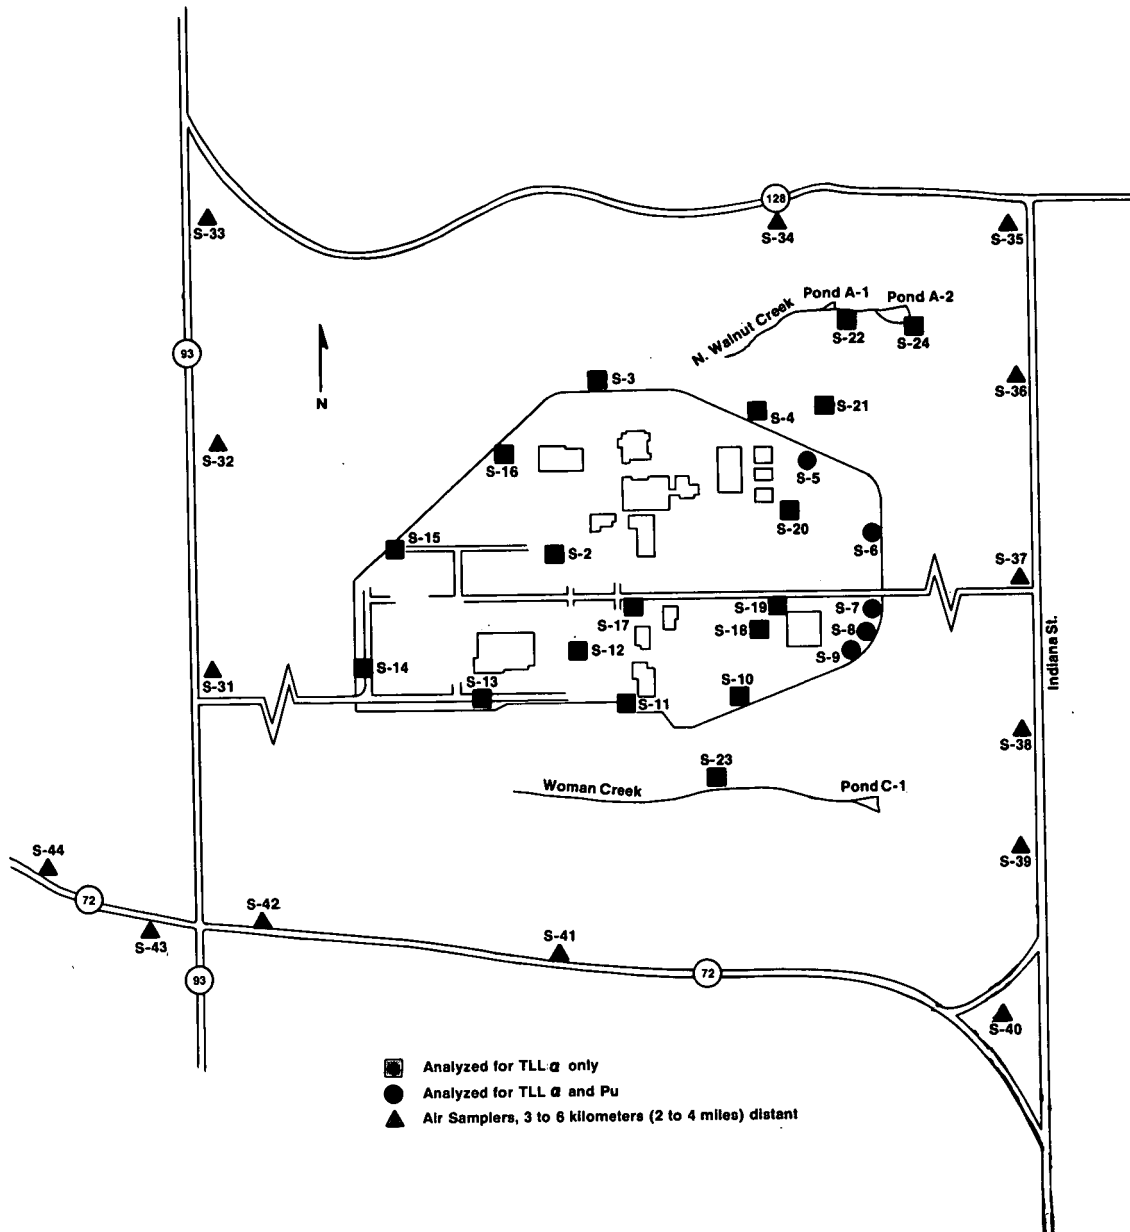 128
S-33
S-34
S-35
Pond A-1
Pond A-2
N. Walnut Creek
S-22
S-24
93
N
S-3
S-36
S-4
S-21
S-32
S-16
S-5
S-20
S-15
S-2
S-6
S-37
S-19
S-7
S-17
S-18
S-8
S-12
S-9
Indiana St.
S-14
S-31
S-13
S-10
S-11
S-38
S-23
Woman Creek
Pond C-1
S-44
S-39
72
S-42
S-43
S-41
93
72
S-40
Analyzed for TLL α only
Analyzed for TLL α and Pu
Air Samplers, 3 to 6 kilometers (2 to 4 miles) distant